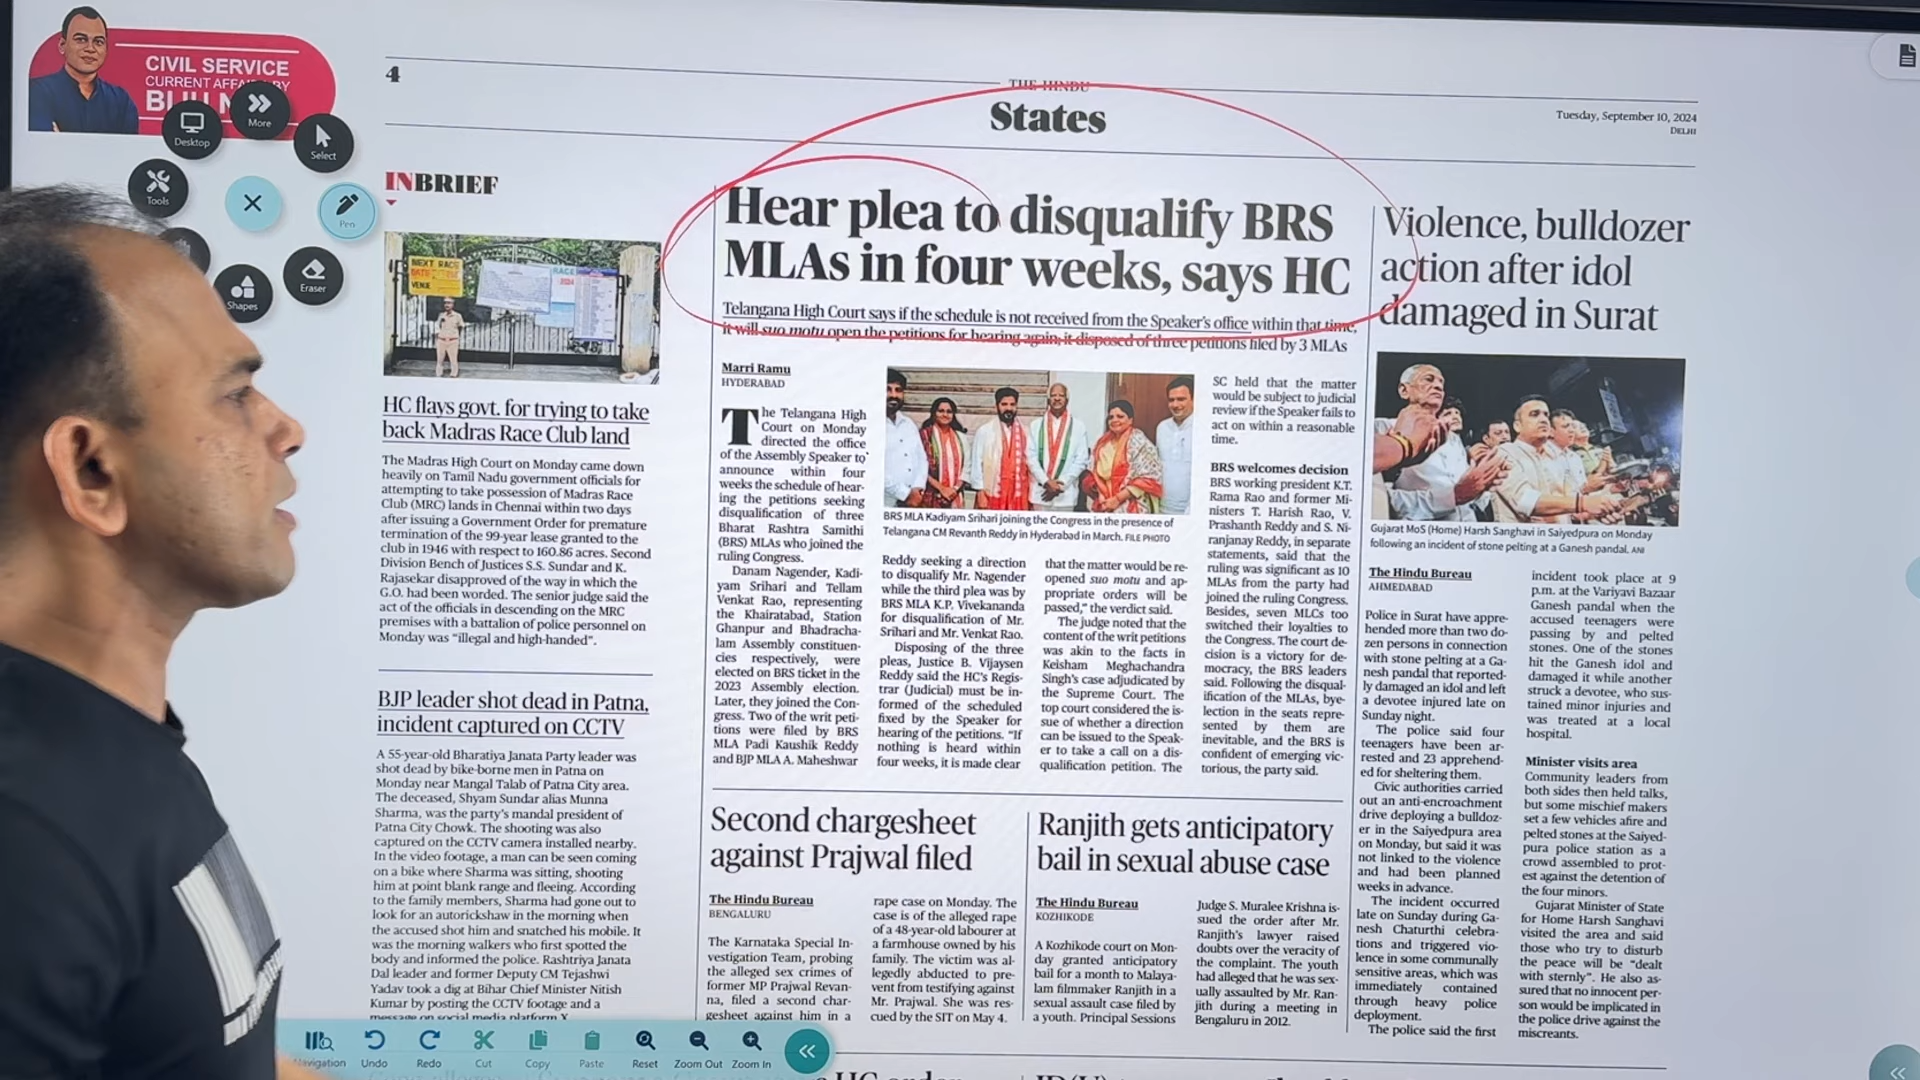 CIVIL SERVICE
CURRENT AFFA BY
More
Desktop
Select
Tools
Pen
Shapes
Eraser
4
THE HINDU
States
Tuesday, September 10, 2024
DELHI
INBRIEF
NEXT RACE
VENUE
RACE
HC flays govt. for trying to take
back Madras Race Club land
The Madras High Court on Monday came down
heavily on Tamil Nadu government officials for
attempting to take possession of Madras Race
Club (MRC) lands in Chennai within two days
after issuing a Government Order for premature
termination of the 99-year lease granted to the
club in 1946 with respect to 160.86 acres. Second
Division Bench of Justices S.S. Sundar and K.
Rajasekar disapproved of the way in which the
G.O. had been worded. The senior judge said the
act of the officials in descending on the MRC
premises with a battalion of police personnel on
Monday was “illegal and high-handed”.
BJP leader shot dead in Patna,
incident captured on CCTV
A 55-year-old Bharatiya Janata Party leader was
shot dead by bike-borne men in Patna on
Monday near Mangal Talab of Patna City area.
The deceased, Shyam Sundar alias Munna
Sharma, was the party’s mandal president of
Patna City Chowk. The shooting was also
captured on the CCTV camera installed nearby.
In the video footage, a man can be seen coming
on a bike where Sharma was sitting, shooting
him at point blank range and fleeing. According
to the family members, Sharma had gone out to
look for an autorickshaw in the morning when
the accused shot him and snatched his mobile. It
was the morning walkers who first spotted the
body and informed the police. Rashtriya Janata
Dal leader and former Deputy CM Tejashwi
Yadav took a dig at Bihar Chief Minister Nitish
Kumar by posting the CCTV footage and a
message on social media platform X
Hear plea to disqualify BRS
MLAs in four weeks, says HC
Telangana High Court says if the schedule is not received from the Speaker’s office within that time,
it will suo motu open the petitions for hearing again; it disposed of three petitions filed by 3 MLAs
Marri Ramu
HYDERABAD
The Telangana High
Court on Monday
directed the office
of the Assembly Speaker to
announce within four
weeks the schedule of hear-
ing the petitions seeking
disqualification of three
Bharat Rashtra Samithi
(BRS) MLAs who joined the
ruling Congress.
Danam Nagender, Kadi-
yam Srihari and Tellam
Venkat Rao, representing
the Khairatabad, Station
Ghanpur and Bhadracha-
lam Assembly constituen-
cies respectively, were
elected on BRS ticket in the
2023 Assembly election.
Later, they joined the Con-
gress. Two of the writ peti-
tions were filed by BRS
MLA Padi Kaushik Reddy
and BJP MLA A. Maheshwar
BRS MLA Kadiyam Srihari joining the Congress in the presence of
Telangana CM Revanth Reddy in Hyderabad in March. FILE PHOTO
Reddy seeking a direction
to disqualify Mr. Nagender
while the third plea was by
BRS MLA K.P. Vivekananda
for disqualification of Mr.
Srihari and Mr. Venkat Rao.
Disposing of the three
pleas, Justice B. Vijaysen
Reddy said the HC’s Regis-
trar (Judicial) must be in-
formed of the scheduled
fixed by the Speaker for
hearing of the petitions. “If
nothing is heard within
four weeks, it is made clear
that the matter would be re-
opened suo motu and ap-
propriate orders will be
passed,” the verdict said.
The judge noted that the
content of the writ petitions
was akin to the facts in
Keisham Meghachandra
Singh’s case adjudicated by
the Supreme Court. The
top court considered the is-
sue of whether a direction
can be issued to the Speak-
er to take a call on a dis-
qualification petition. The
SC held that the matter
would be subject to judicial
review if the Speaker fails to
act on within a reasonable
time.
BRS welcomes decision
BRS working president K.T.
Rama Rao and former Mi-
nisters T. Harish Rao, V.
Prashanth Reddy and S. Ni-
ranjanay Reddy, in separate
statements, said that the
ruling was significant as 10
MLAs from the party had
joined the ruling Congress.
Besides, seven MLCs too
switched their loyalties to
the Congress. The court de-
cision is a victory for de-
mocracy, the BRS leaders
said. Following the disqual-
ification of the MLAs, bye-
lection in the seats repre-
sented by them are
inevitable, and the BRS is
confident of emerging vic-
torious, the party said.
Violence, bulldozer
action after idol
damaged in Surat
Gujarat MoS (Home) Harsh Sanghavi in Saiyedpura on Monday
following an incident of stone pelting at a Ganesh pandal. ANI
The Hindu Bureau
AHMEDABAD
Police in Surat have appre-
hended more than two do-
zen persons in connection
with stone pelting at a Ga-
nesh pandal that reported-
ly damaged an idol and left
a devotee injured late on
Sunday night.
The police said four
teenagers have been ar-
rested and 23 apprehend-
ed for sheltering them.
Civic authorities carried
out an anti-encroachment
drive deploying a bulldoz-
er in the Saiyedpura area
on Monday, but said it was
not linked to the violence
and had been planned
weeks in advance.
The incident occurred
late on Sunday during Ga-
nesh Chaturthi celebra-
tions and triggered vio-
lence in some communally
sensitive areas, which was
immediately contained
through heavy police
deployment.
The police said the first
incident took place at 9
p.m. at the Variyavi Bazaar
Ganesh pandal when the
accused teenagers were
passing by and pelted
stones. One of the stones
hit the Ganesh idol and
damaged it while another
struck a devotee, who sus-
tained minor injuries and
was treated at a local
hospital.
Minister visits area
Community leaders from
both sides then held talks,
but some mischief makers
set a few vehicles afire and
pelted stones at the Saiyed-
pura police station as a
crowd assembled to prot-
est against the detention of
the four minors.
Gujarat Minister of State
for Home Harsh Sanghavi
visited the area and said
those who try to disturb
the peace will be “dealt
with sternly”. He also as-
sured that no innocent per-
son would be implicated in
the police drive against the
miscreants.
Second chargesheet
against Prajwal filed
The Hindu Bureau
BENGALURU
The Karnataka Special In-
vestigation Team, probing
the alleged sex crimes of
former MP Prajwal Revan-
na, filed a second char-
gesheet against him in a
rape case on Monday. The
case is of the alleged rape
of a 48-year-old labourer at
a farmhouse owned by his
family. The victim was al-
legedly abducted to pre-
vent from testifying against
Mr. Prajwal. She was res-
cued by the SIT on May 4.
Ranjith gets anticipatory
bail in sexual abuse case
The Hindu Bureau
KOZHIKODE
A Kozhikode court on Mon-
day granted anticipatory
bail for a month to Malaya-
lam filmmaker Ranjith in a
sexual assault case filed by
a youth. Principal Sessions
Judge S. Muralee Krishna is-
sued the order after Mr.
Ranjith’s lawyer raised
doubts over the veracity of
the complaint. The youth
had alleged that he was sex-
ually assaulted by Mr. Ran-
jith during a meeting in
Bengaluru in 2012.
Navigation
Undo
Redo
Cut
Copy
Paste
Reset
Zoom Out
Zoom In